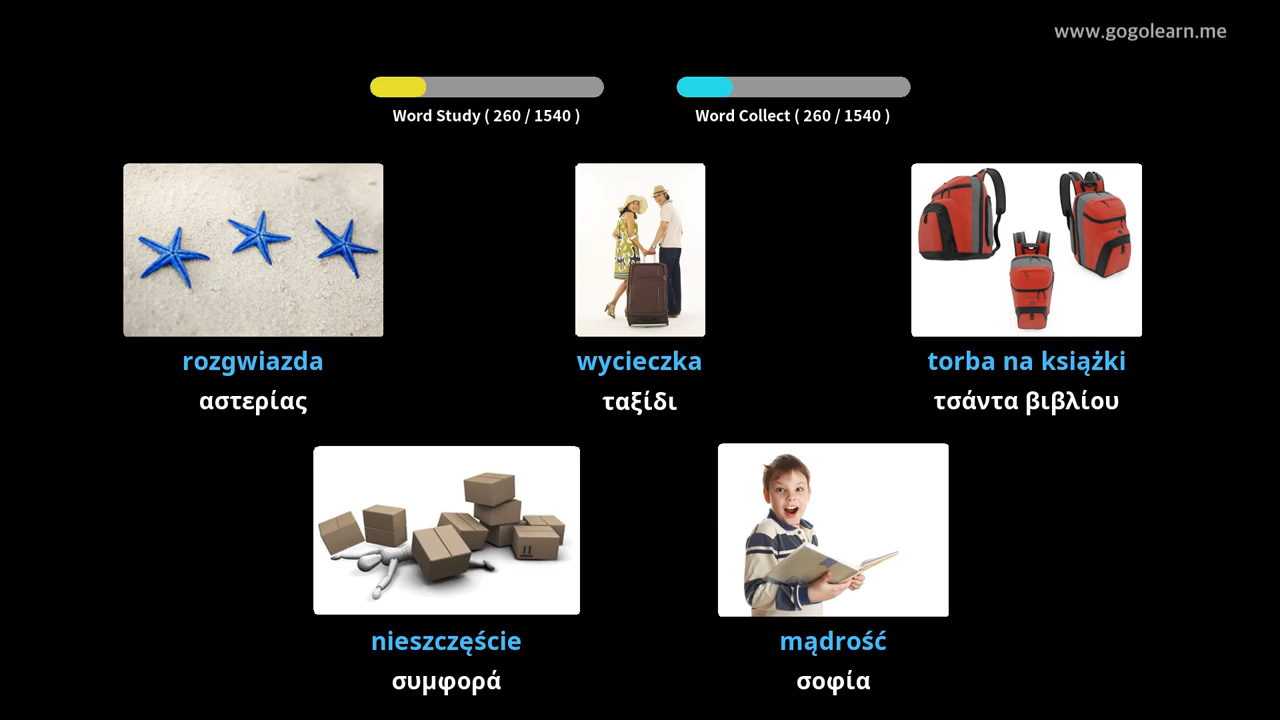 www.gogolearn.me
Word Study ( 260 / 1540 )
Word Collect ( 260 / 1540 )
rozgwiazda
αστερίας
wycieczka
ταξίδι
torba na książki
τσάντα βιβλίου
nieszczęście
συμφορά
mądrość
σοφία